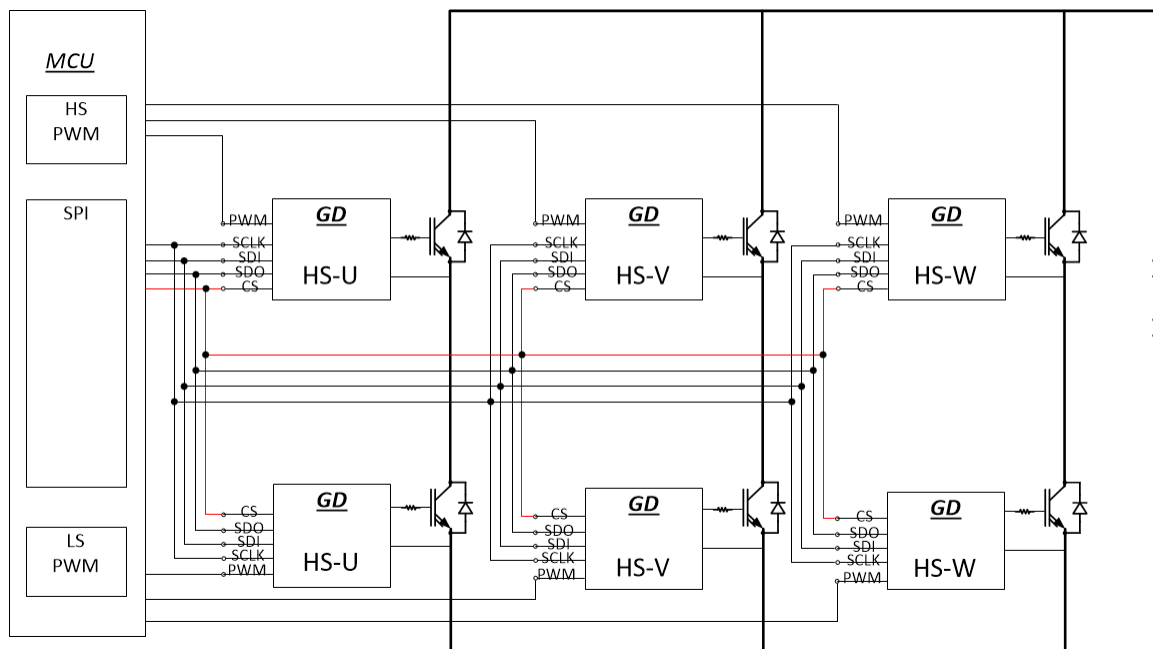 MCU
HS
PWM
SPI
LS
PWM
PWM
SCLK
SDI
SDO
CS
GD
HS-U
PWM
SCLK
SDI
SDO
CS
GD
HS-V
PWM
SCLK
SDI
SDO
CS
GD
HS-W
CS
SDO
SDI
SCLK
PWM
GD
HS-U
CS
SDO
SDI
SCLK
PWM
GD
HS-V
CS
SDO
SDI
SCLK
PWM
GD
HS-W